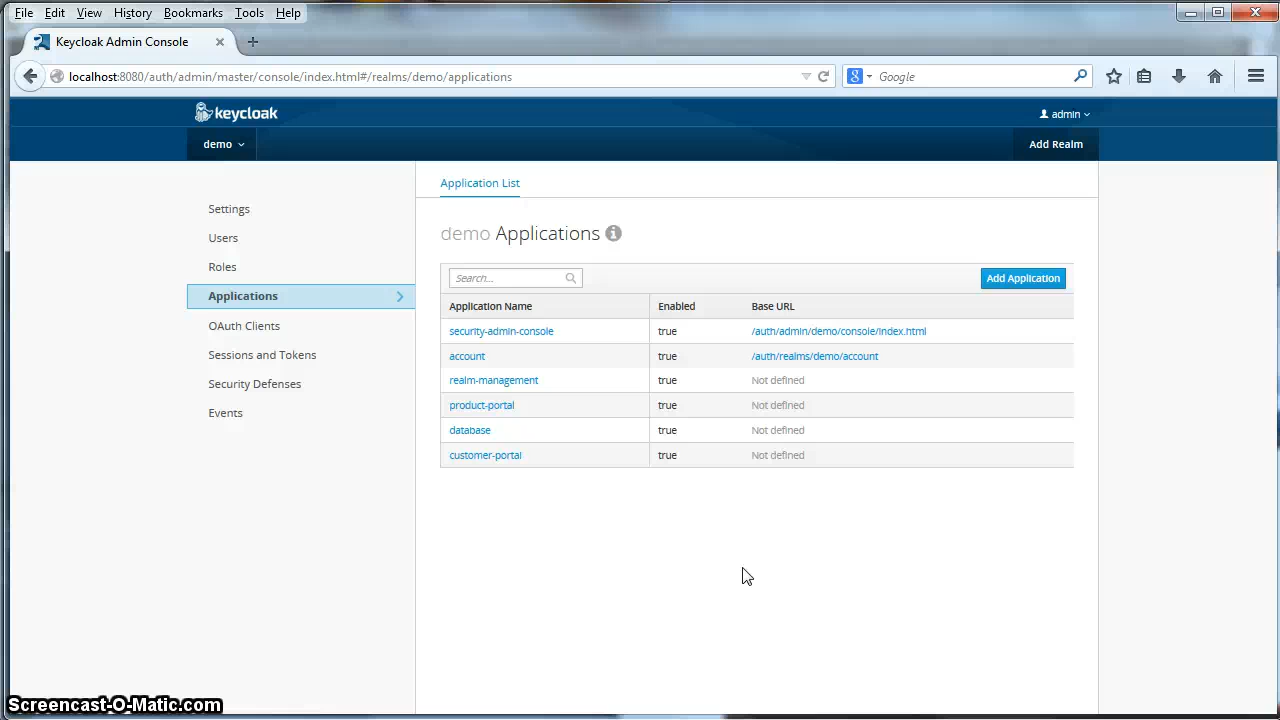 File Edit View History Bookmarks Tools Help
Keycloak Admin Console
localhost:8080/auth/admin/master/console/index.html#/realms/demo/applications
Google
keycloak
admin
demo
Add Realm
Settings
Users
Roles
Applications
OAuth Clients
Sessions and Tokens
Security Defenses
Events
Application List
demo Applications
Search...
Add Application
Application Name Enabled Base URL
security-admin-console true /auth/admin/demo/console/index.html
account true /auth/realms/demo/account
realm-management true Not defined
product-portal true Not defined
database true Not defined
customer-portal true Not defined
Screencast-O-Matic.com